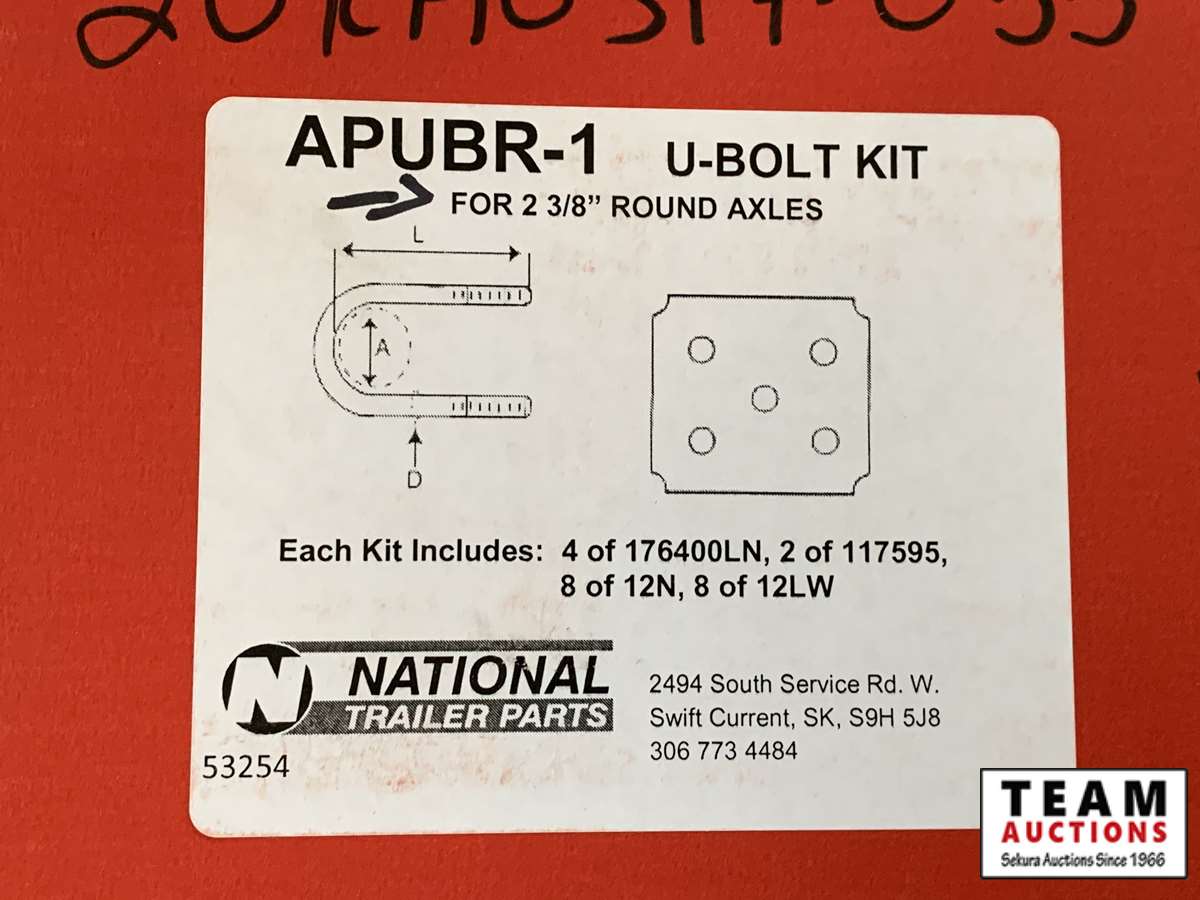 APUBR-1 U-BOLT KIT
FOR 2 3/8” ROUND AXLES
L
A
D
Each Kit Includes: 4 of 176400LN, 2 of 117595,
8 of 12N, 8 of 12LW
N NATIONAL
TRAILER PARTS
2494 South Service Rd. W.
Swift Current, SK, S9H 5J8
306 773 4484
53254
TEAM
AUCTIONS
Sekura Auctions Since 1966